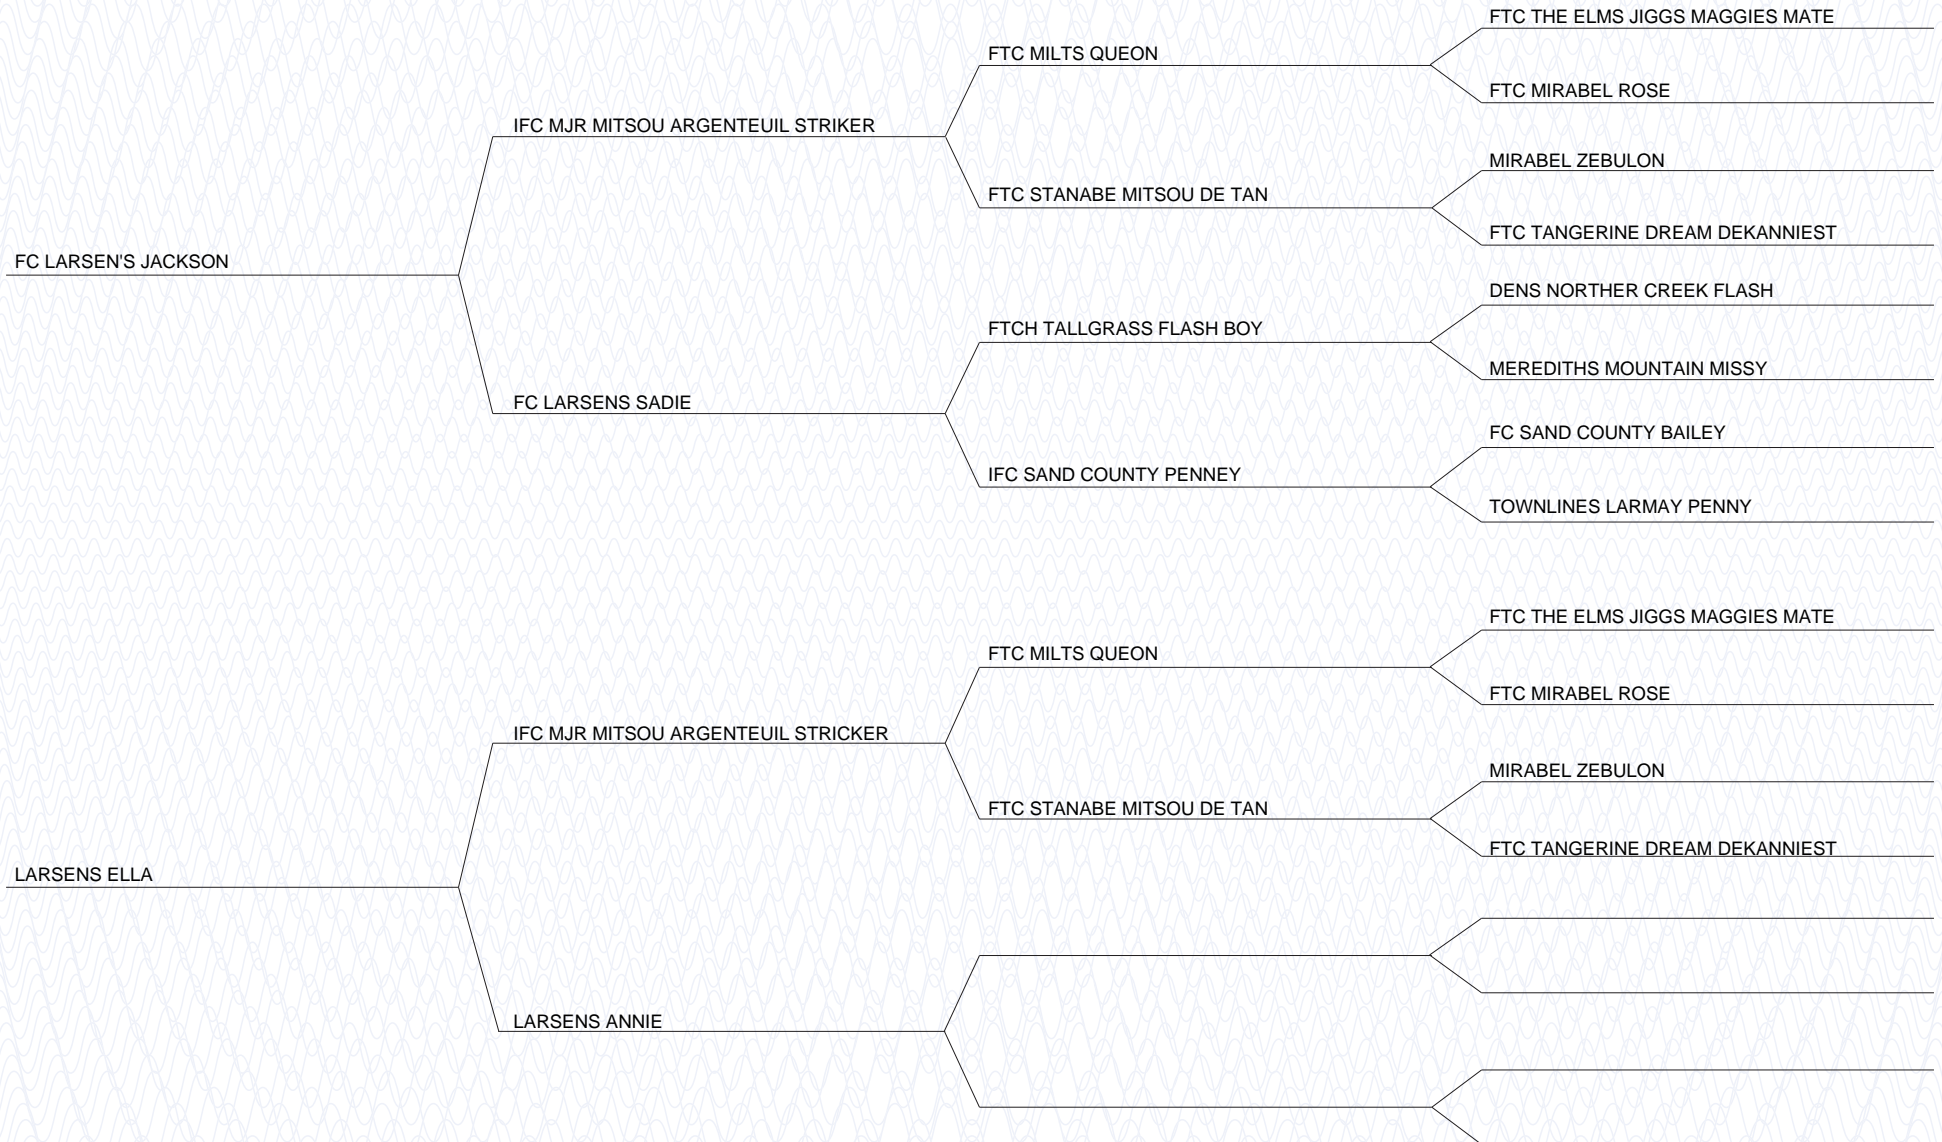 FTC THE ELMS JIGGS MAGGIES MATE
FTC MILTS QUEON
FTC MIRABEL ROSE
IFC MJR MITSOU ARGENTEUIL STRIKER
MIRABEL ZEBULON
FTC STANABE MITSOU DE TAN
FTC TANGERINE DREAM DEKANNIEST
FC LARSEN'S JACKSON
DENS NORTHER CREEK FLASH
FTCH TALLGRASS FLASH BOY
MEREDITHS MOUNTAIN MISSY
FC LARSENS SADIE
FC SAND COUNTY BAILEY
IFC SAND COUNTY PENNEY
TOWNLINES LARMAY PENNY
FTC THE ELMS JIGGS MAGGIES MATE
FTC MILTS QUEON
FTC MIRABEL ROSE
IFC MJR MITSOU ARGENTEUIL STRICKER
MIRABEL ZEBULON
FTC STANABE MITSOU DE TAN
FTC TANGERINE DREAM DEKANNIEST
LARSENS ELLA
LARSENS ANNIE